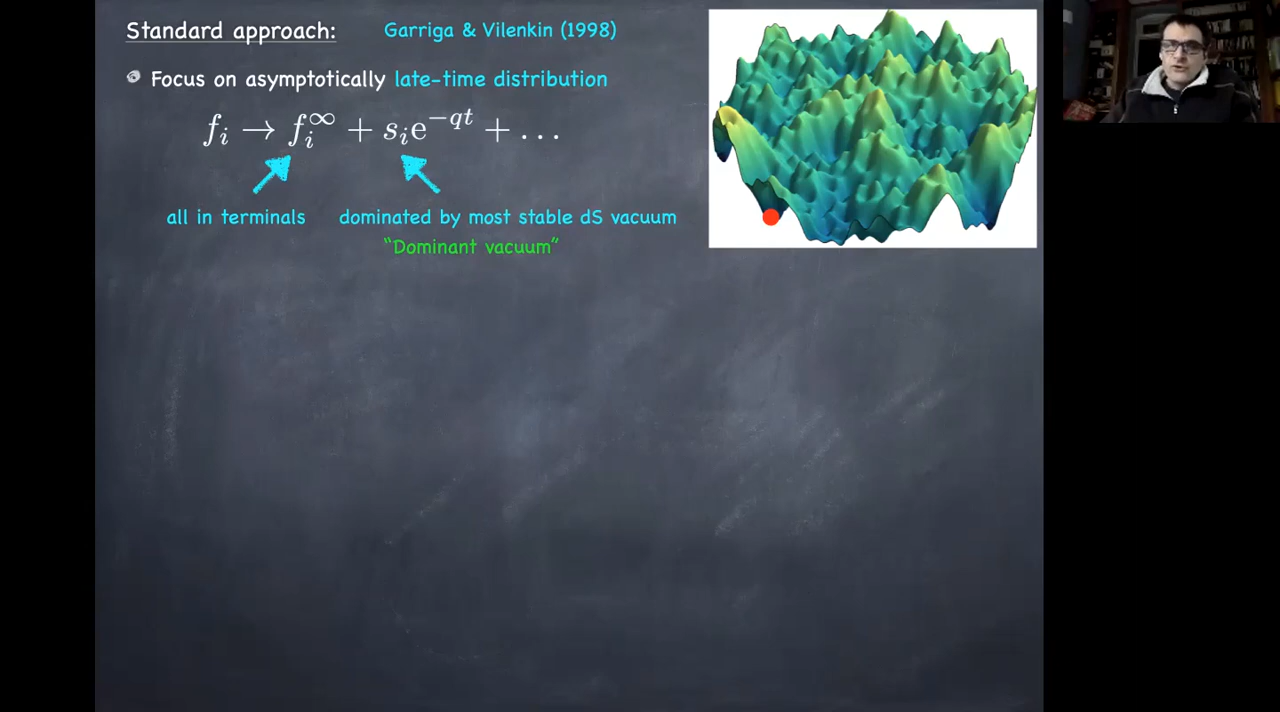 Standard approach: Garriga & Vilenkin (1998)
Focus on asymptotically late-time distribution
f_i → f_i^∞ + s_i e^{-qt} + ...
all in terminals dominated by most stable dS vacuum
"Dominant vacuum"